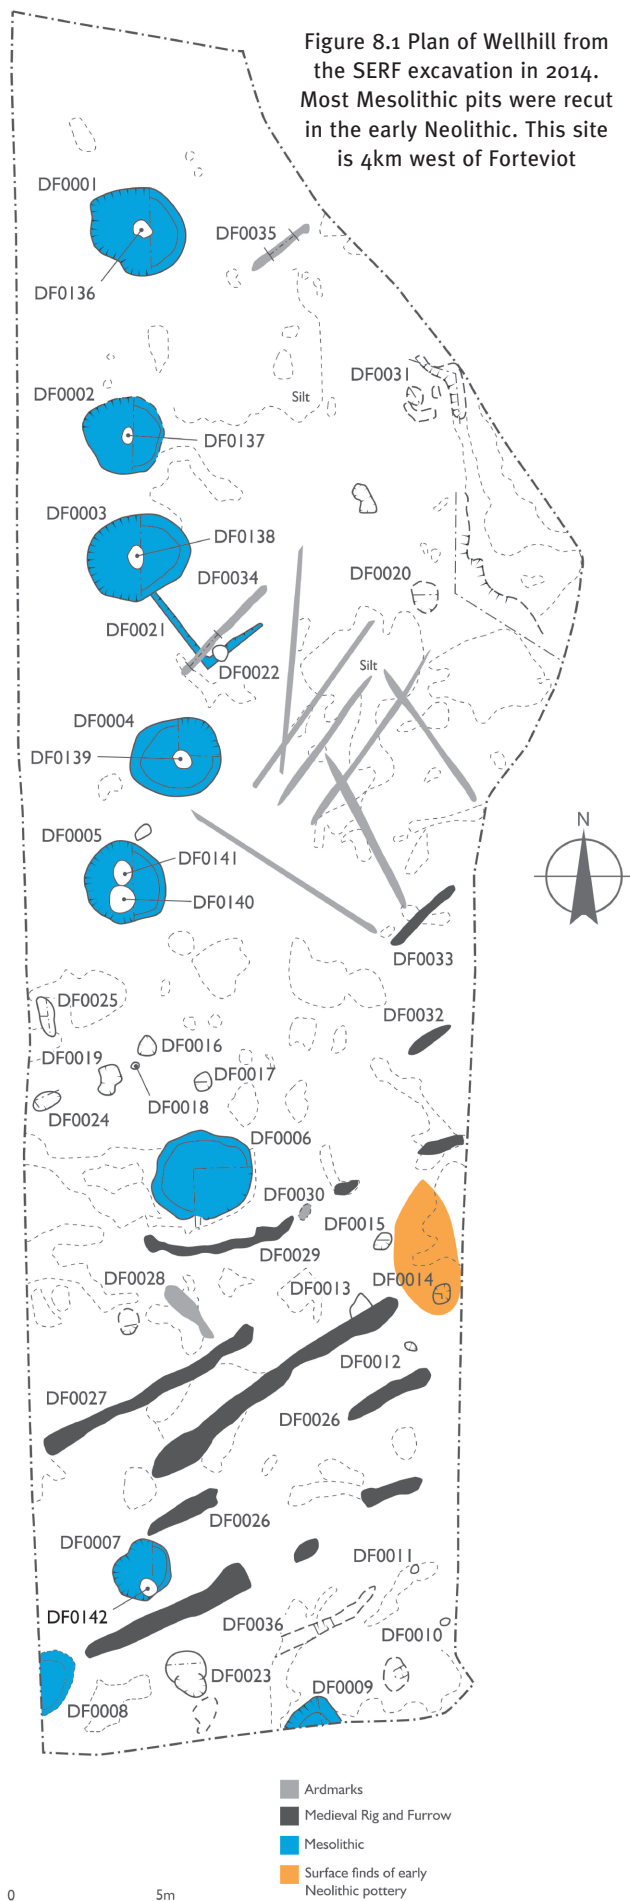 Figure 8.1 Plan of Wellhill from
the SERF excavation in 2014.
Most Mesolithic pits were recut
in the early Neolithic. This site
is 4km west of Forteviot
DF0001
DF0035
DF0136
DF0031
DF0002
Silt
DF0137
DF0003
DF0138
DF0034
DF0020
DF0021
Silt
DF0022
DF0004
DF0139
N
DF0005
DF0141
DF0140
DF0033
DF0025
DF0032
DF0016
DF0019
DF0017
DF0018
DF0024
DF0006
DF0030
DF0015
DF0029
DF0028
DF0014
DF0013
DF0012
DF0027
DF0026
DF0026
DF0007
DF0011
DF0142
DF0036
DF0010
DF0023
DF0009
DF0008
Ardmarks
Medieval Rig and Furrow
Mesolithic
Surface finds of early
Neolithic pottery
0
5m